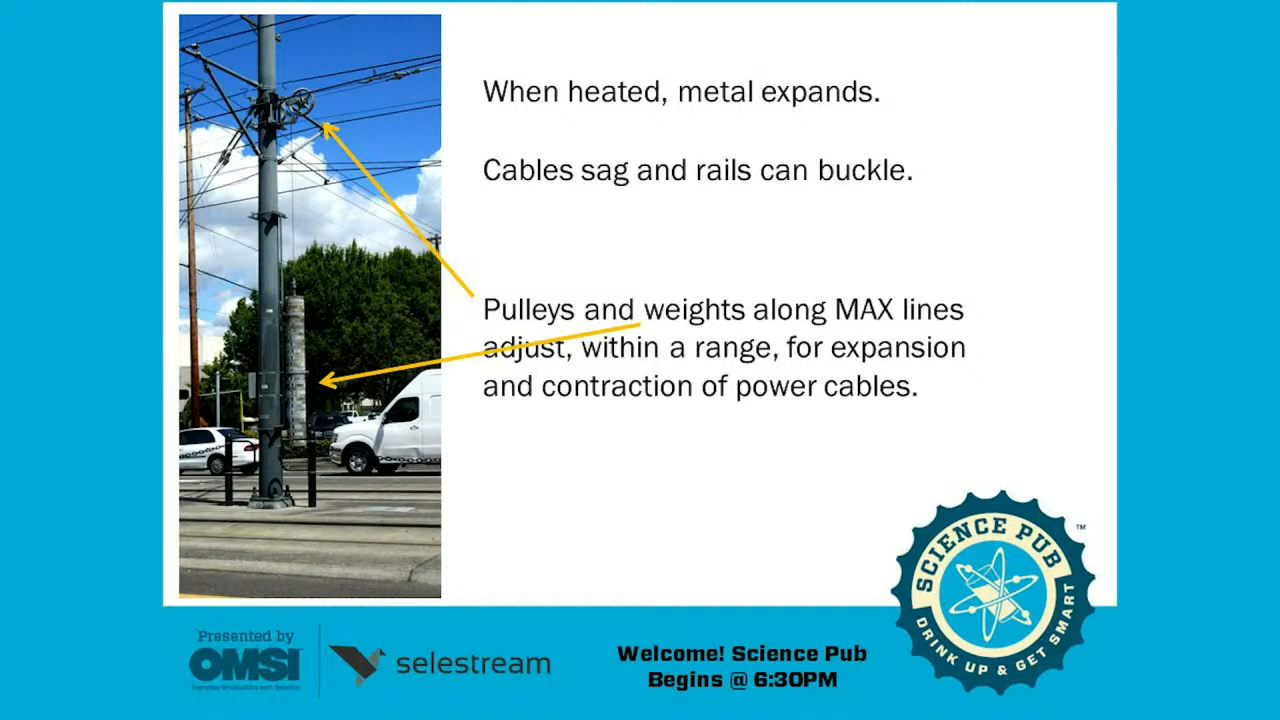 When heated, metal expands.
Cables sag and rails can buckle.
Pulleys and weights along MAX lines
adjust, within a range, for expansion
and contraction of power cables.
SCIENCE PUB
TM
DRINK UP & GET SMART
Presented by
OMSI
selestream
Welcome! Science Pub
Begins @ 6:30PM